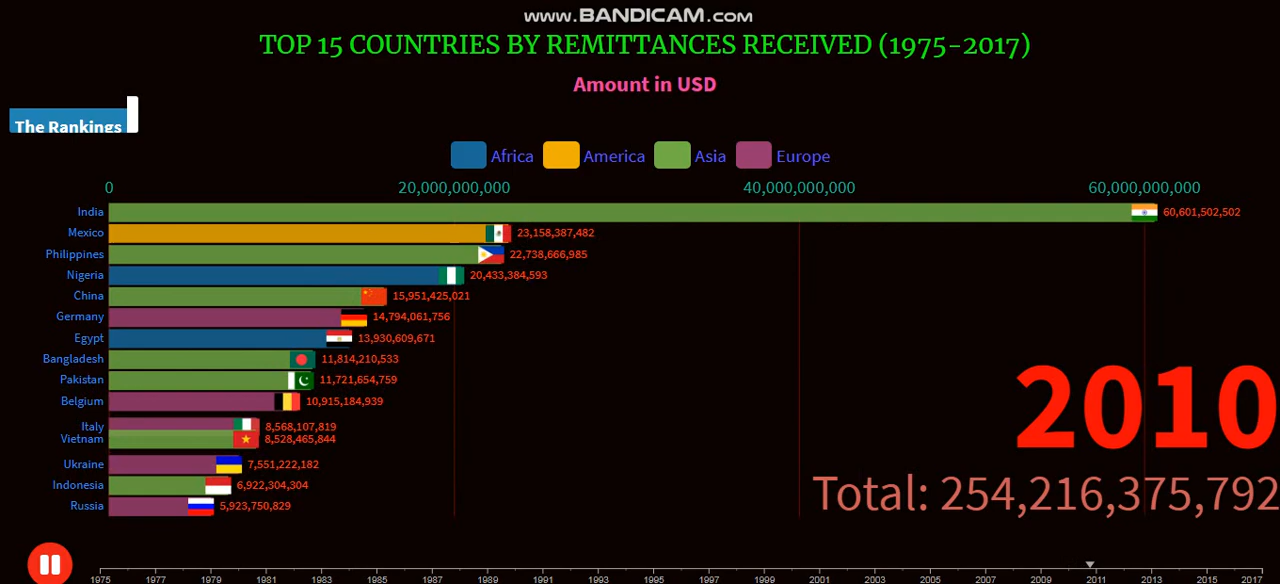 www.BANDICAM.com
TOP 15 COUNTRIES BY REMITTANCES RECEIVED (1975-2017)
Amount in USD
The Rankings
Africa America Asia Europe
0 20,000,000,000 40,000,000,000 60,000,000,000
India 60,601,502,502
Mexico 23,158,387,482
Philippines 22,738,666,985
Nigeria 20,433,384,593
China 15,951,425,021
Germany 14,794,061,756
Egypt 13,930,609,671
Bangladesh 11,814,210,533
Pakistan 11,721,654,759
Belgium 10,915,184,939
Italy 8,568,107,819
Vietnam 8,528,465,844
Ukraine 7,551,222,182
Indonesia 6,922,304,304
Russia 5,923,750,829
2010
Total: 254,216,375,792
1975 1977 1979 1981 1983 1985 1987 1989 1991 1993 1995 1997 1999 2001 2003 2005 2007 2009 2011 2013 2015 2017